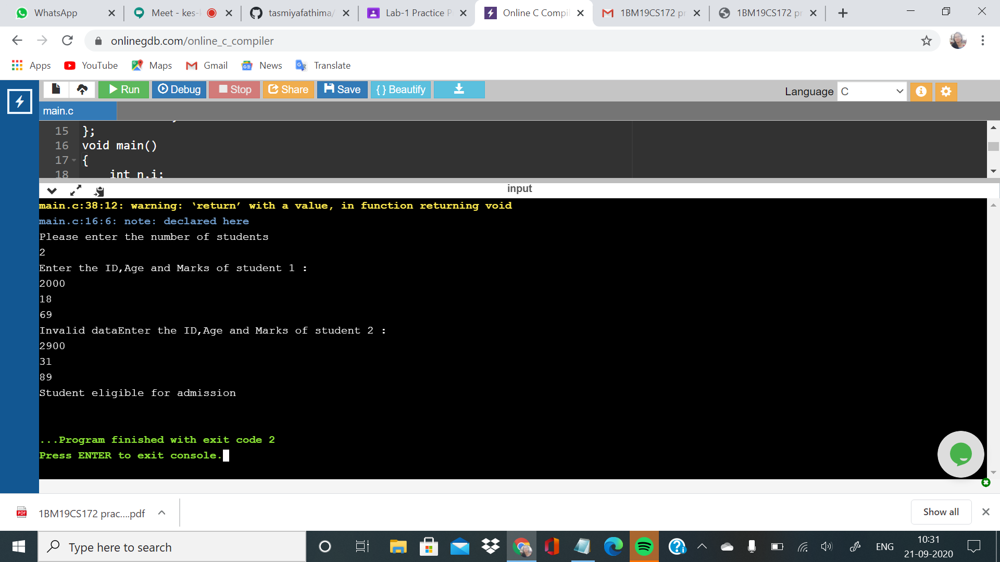 WhatsApp
Meet - kes-
tasmiyafathima/
Lab-1 Practice P
Online C Compil
1BM19CS172 pr
1BM19CS172 pr
onlinegdb.com/online_c_compiler
Apps
YouTube
Maps
Gmail
News
Translate
Run
Debug
Stop
Share
Save
{ } Beautify
Language
C
main.c
15 };
16 void main()
17 {
18 int n,i;
input
main.c:38:12: warning: ‘return’ with a value, in function returning void
main.c:16:6: note: declared here
Please enter the number of students
2
Enter the ID,Age and Marks of student 1 :
2000
18
69
Invalid dataEnter the ID,Age and Marks of student 2 :
2900
31
89
Student eligible for admission
...Program finished with exit code 2
Press ENTER to exit console.
PDF
1BM19CS172 prac....pdf
Show all
Type here to search
ENG
10:31
21-09-2020